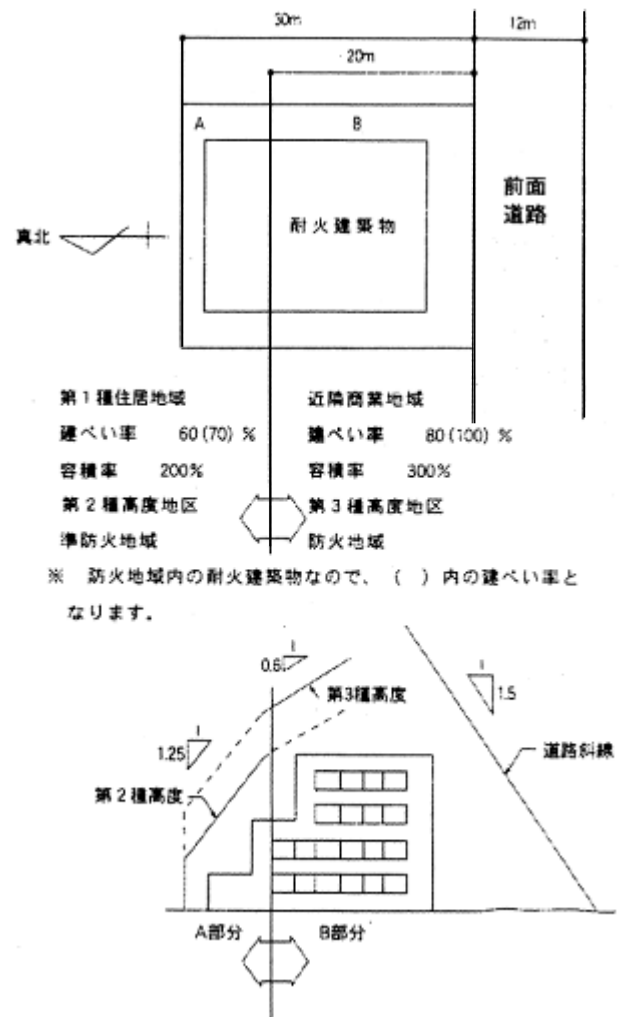 30m
12m
20m
A
B
前面
道路
耐火建築物
真北
第1種住居地域
近隣商業地域
建ぺい率 60(70)%
建ぺい率 80(100)%
容積率 200%
容積率 300%
第2種高度地区
第3種高度地区
準防火地域
防火地域
※ 防火地域内の耐火建築物なので、( )内の建ぺい率と
なります。
1
0.6
第3種高度
1
1.5
1
1.25
道路斜線
第2種高度
A部分
B部分